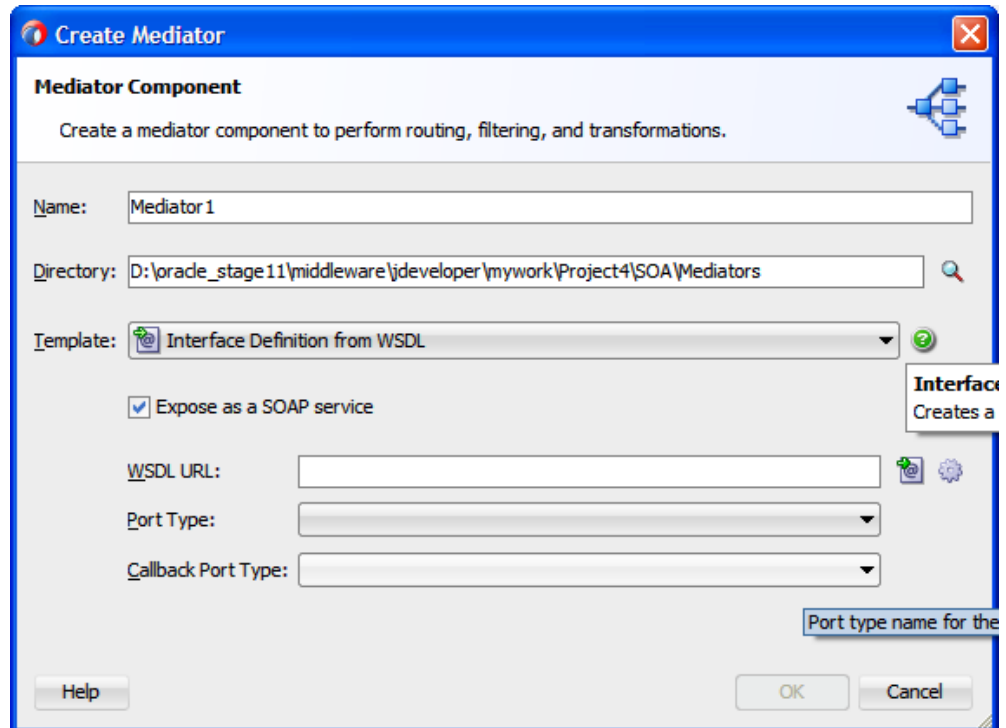 Create Mediator
Mediator Component
Create a mediator component to perform routing, filtering, and transformations.
Name: Mediator1
Directory: D:\oracle_stage11\middleware\jdeveloper\mywork\Project4\SOA\Mediators
Template: Interface Definition from WSDL
Interface
Creates a
Expose as a SOAP service
WSDL URL:
Port Type:
Callback Port Type:
Port type name for the
Help OK Cancel